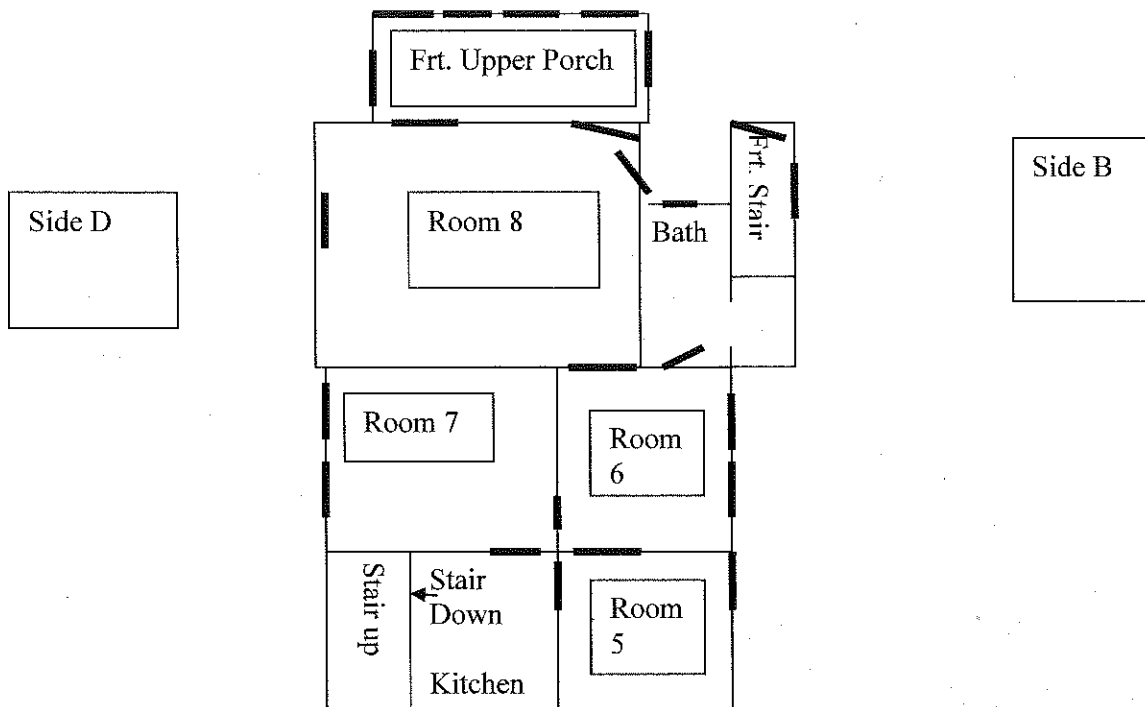 Frt. Upper Porch
Side D
Room 8
Bath
Frt. Stair
Side B
Room 7
Room
6
Stair up
Stair
Down
Kitchen
Room
5